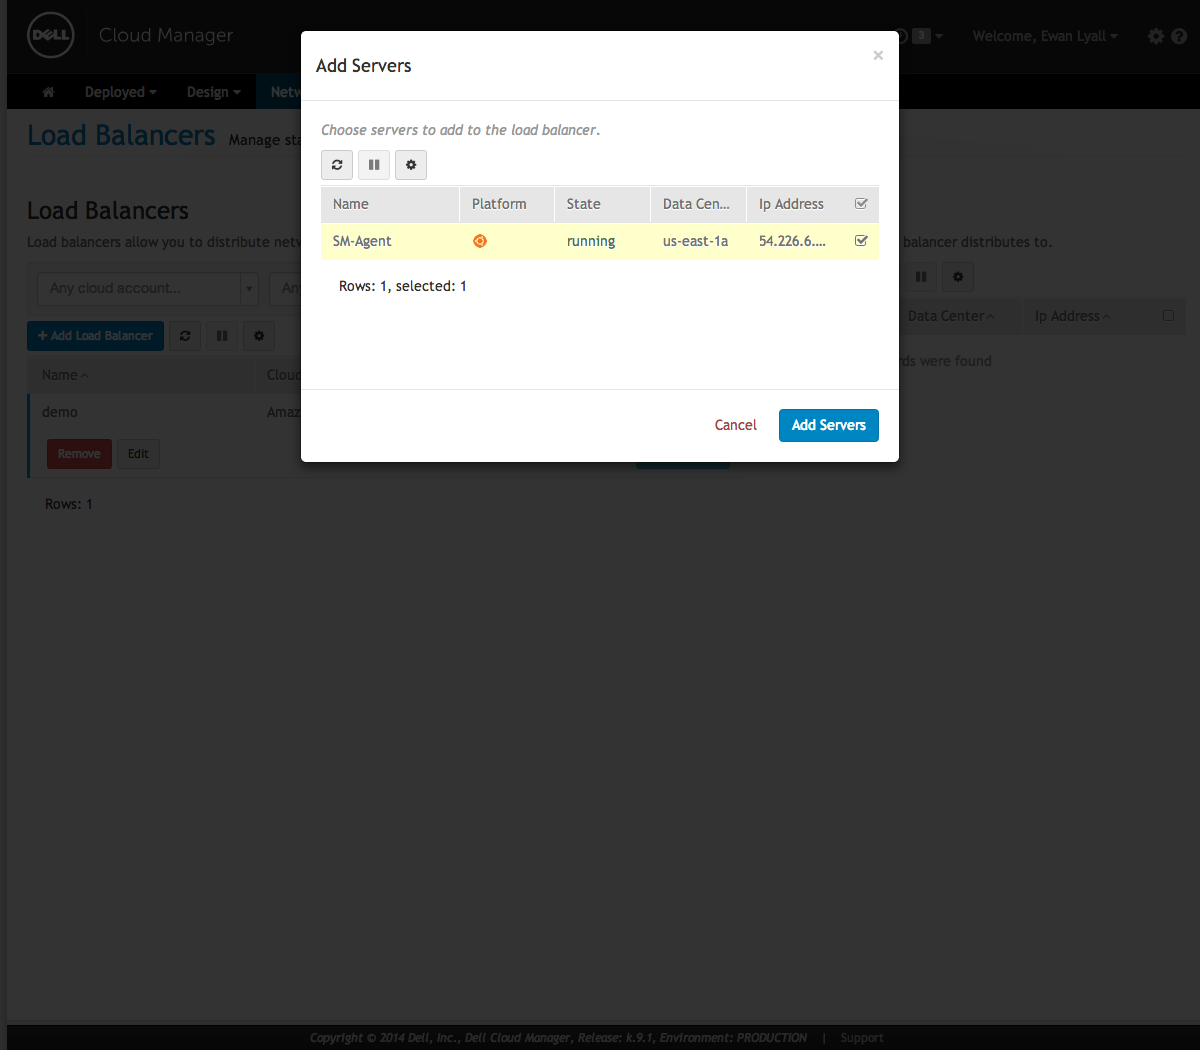 DELL
Cloud Manager
3
Welcome, Ewan Lyall
Deployed
Design
Netw
Load Balancers
Manage sta
Load Balancers
Load balancers allow you to distribute netw
balancer distributes to.
Any cloud account...
An
Add Load Balancer
Name
Cloud
Data Center
Ip Address
rds were found
demo
Amaz
Remove
Edit
Rows: 1
Add Servers
×
Choose servers to add to the load balancer.
Name Platform State Data Cen... Ip Address
SM-Agent running us-east-1a 54.226.6....
Rows: 1, selected: 1
Cancel
Add Servers
Copyright © 2014 Dell, Inc., Dell Cloud Manager, Release: k.9.1, Environment: PRODUCTION | Support